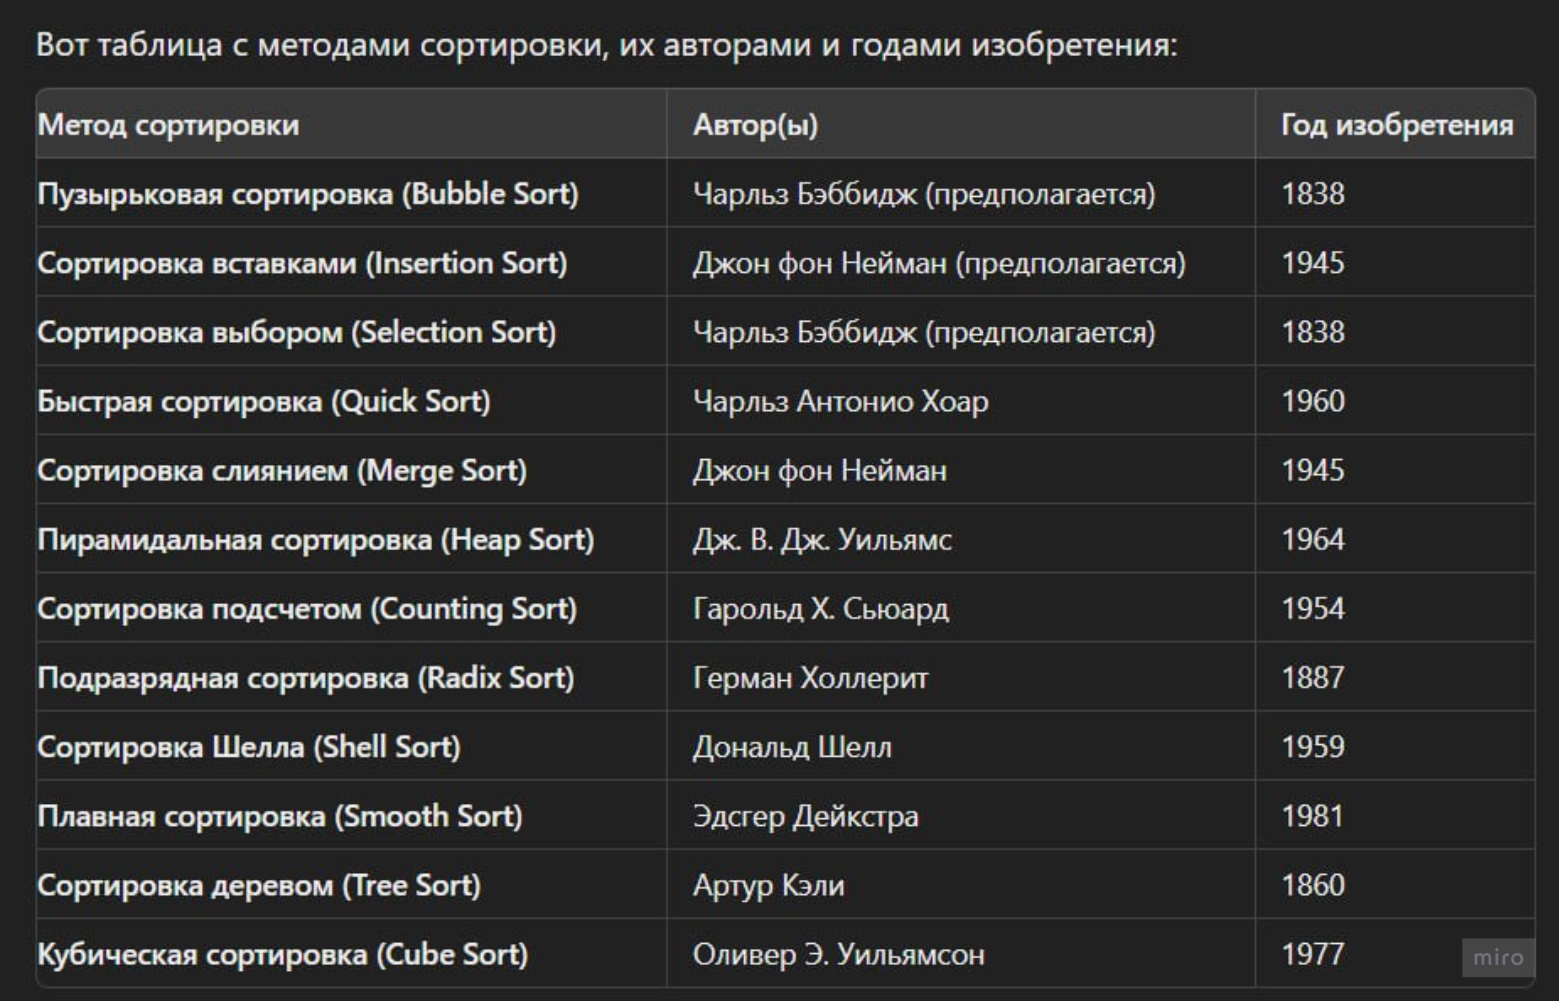 Вот таблица с методами сортировки, их авторами и годами изобретения:
Метод сортировки Автор(ы) Год изобретения
Пузырьковая сортировка (Bubble Sort) Чарльз Бэббидж (предполагается) 1838
Сортировка вставками (Insertion Sort) Джон фон Нейман (предполагается) 1945
Сортировка выбором (Selection Sort) Чарльз Бэббидж (предполагается) 1838
Быстрая сортировка (Quick Sort) Чарльз Антонио Хоар 1960
Сортировка слиянием (Merge Sort) Джон фон Нейман 1945
Пирамидальная сортировка (Heap Sort) Дж. В. Дж. Уильямс 1964
Сортировка подсчетом (Counting Sort) Гарольд Х. Сьюард 1954
Подразрядная сортировка (Radix Sort) Герман Холлерит 1887
Сортировка Шелла (Shell Sort) Дональд Шелл 1959
Плавная сортировка (Smooth Sort) Эдсгер Дейкстра 1981
Сортировка деревом (Tree Sort) Артур Кэли 1860
Кубическая сортировка (Cube Sort) Оливер Э. Уильямсон 1977
miro